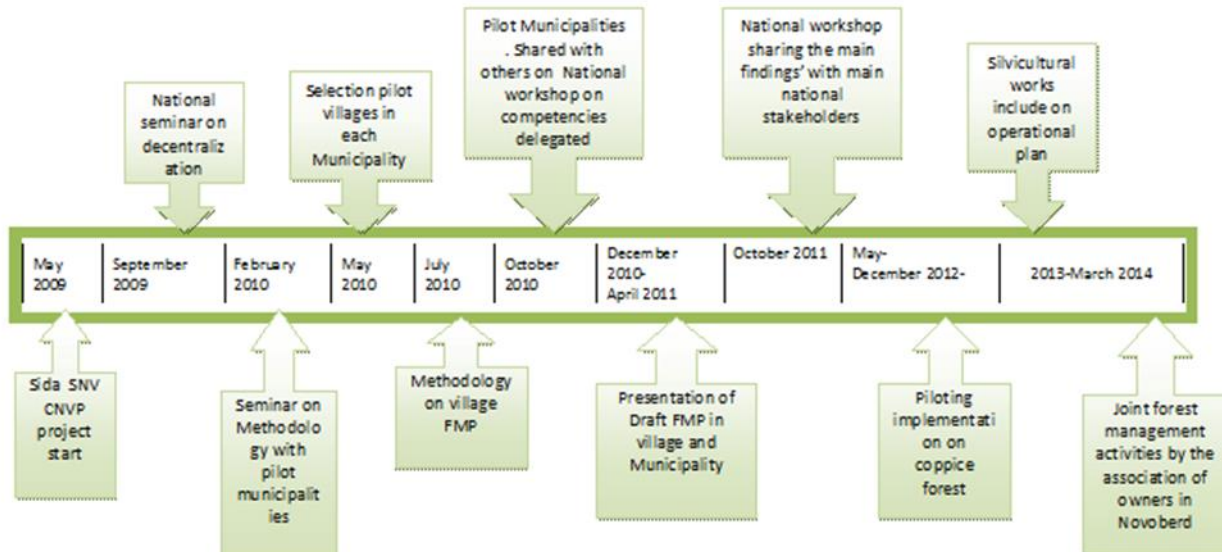 National
seminar on
decentraliz
ation
Selection pilot
villages in
each
Municipality
Pilot Municipalities
. Shared with
others on National
workshop on
competencies
delegated
National workshop
sharing the main
findings’ with main
national
stakeholders
Silvicultural
works
include on
operational
plan
May
2009
September
2009
February
2010
May
2010
July
2010
October
2010
December
2010-
April 2011
October 2011
May-
December 2012-
2013-March 2014
Sida SNV
CNVP
project
start
Seminar on
Methodolo
gy with
pilot
municipalit
ies
Methodology
on village
FMP
Presentation of
Draft FMP in
village and
Municipality
Piloting
implementati
on on
coppice
forest
Joint forest
management
activities by the
association of
owners in
Novoberd